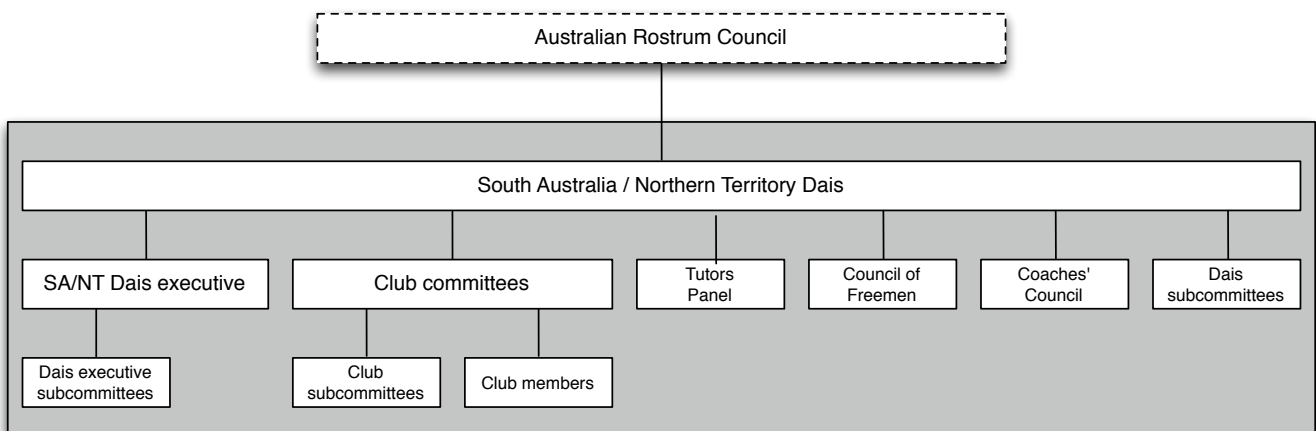 Australian Rostrum Council
South Australia / Northern Territory Dais
SA/NT Dais executive
Club committees
Tutors
Panel
Council of
Freemen
Coaches'
Council
Dais
subcommittees
Dais executive
subcommittees
Club
subcommittees
Club members